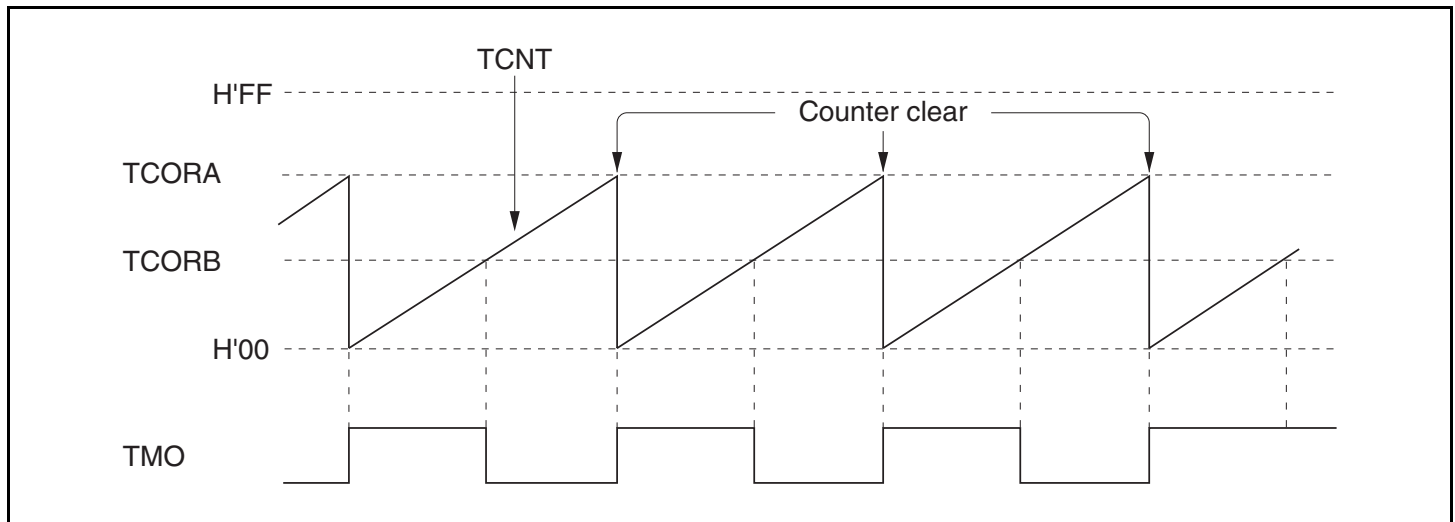 TCNT
H'FF
Counter clear
TCORA
TCORB
H'00
TMO